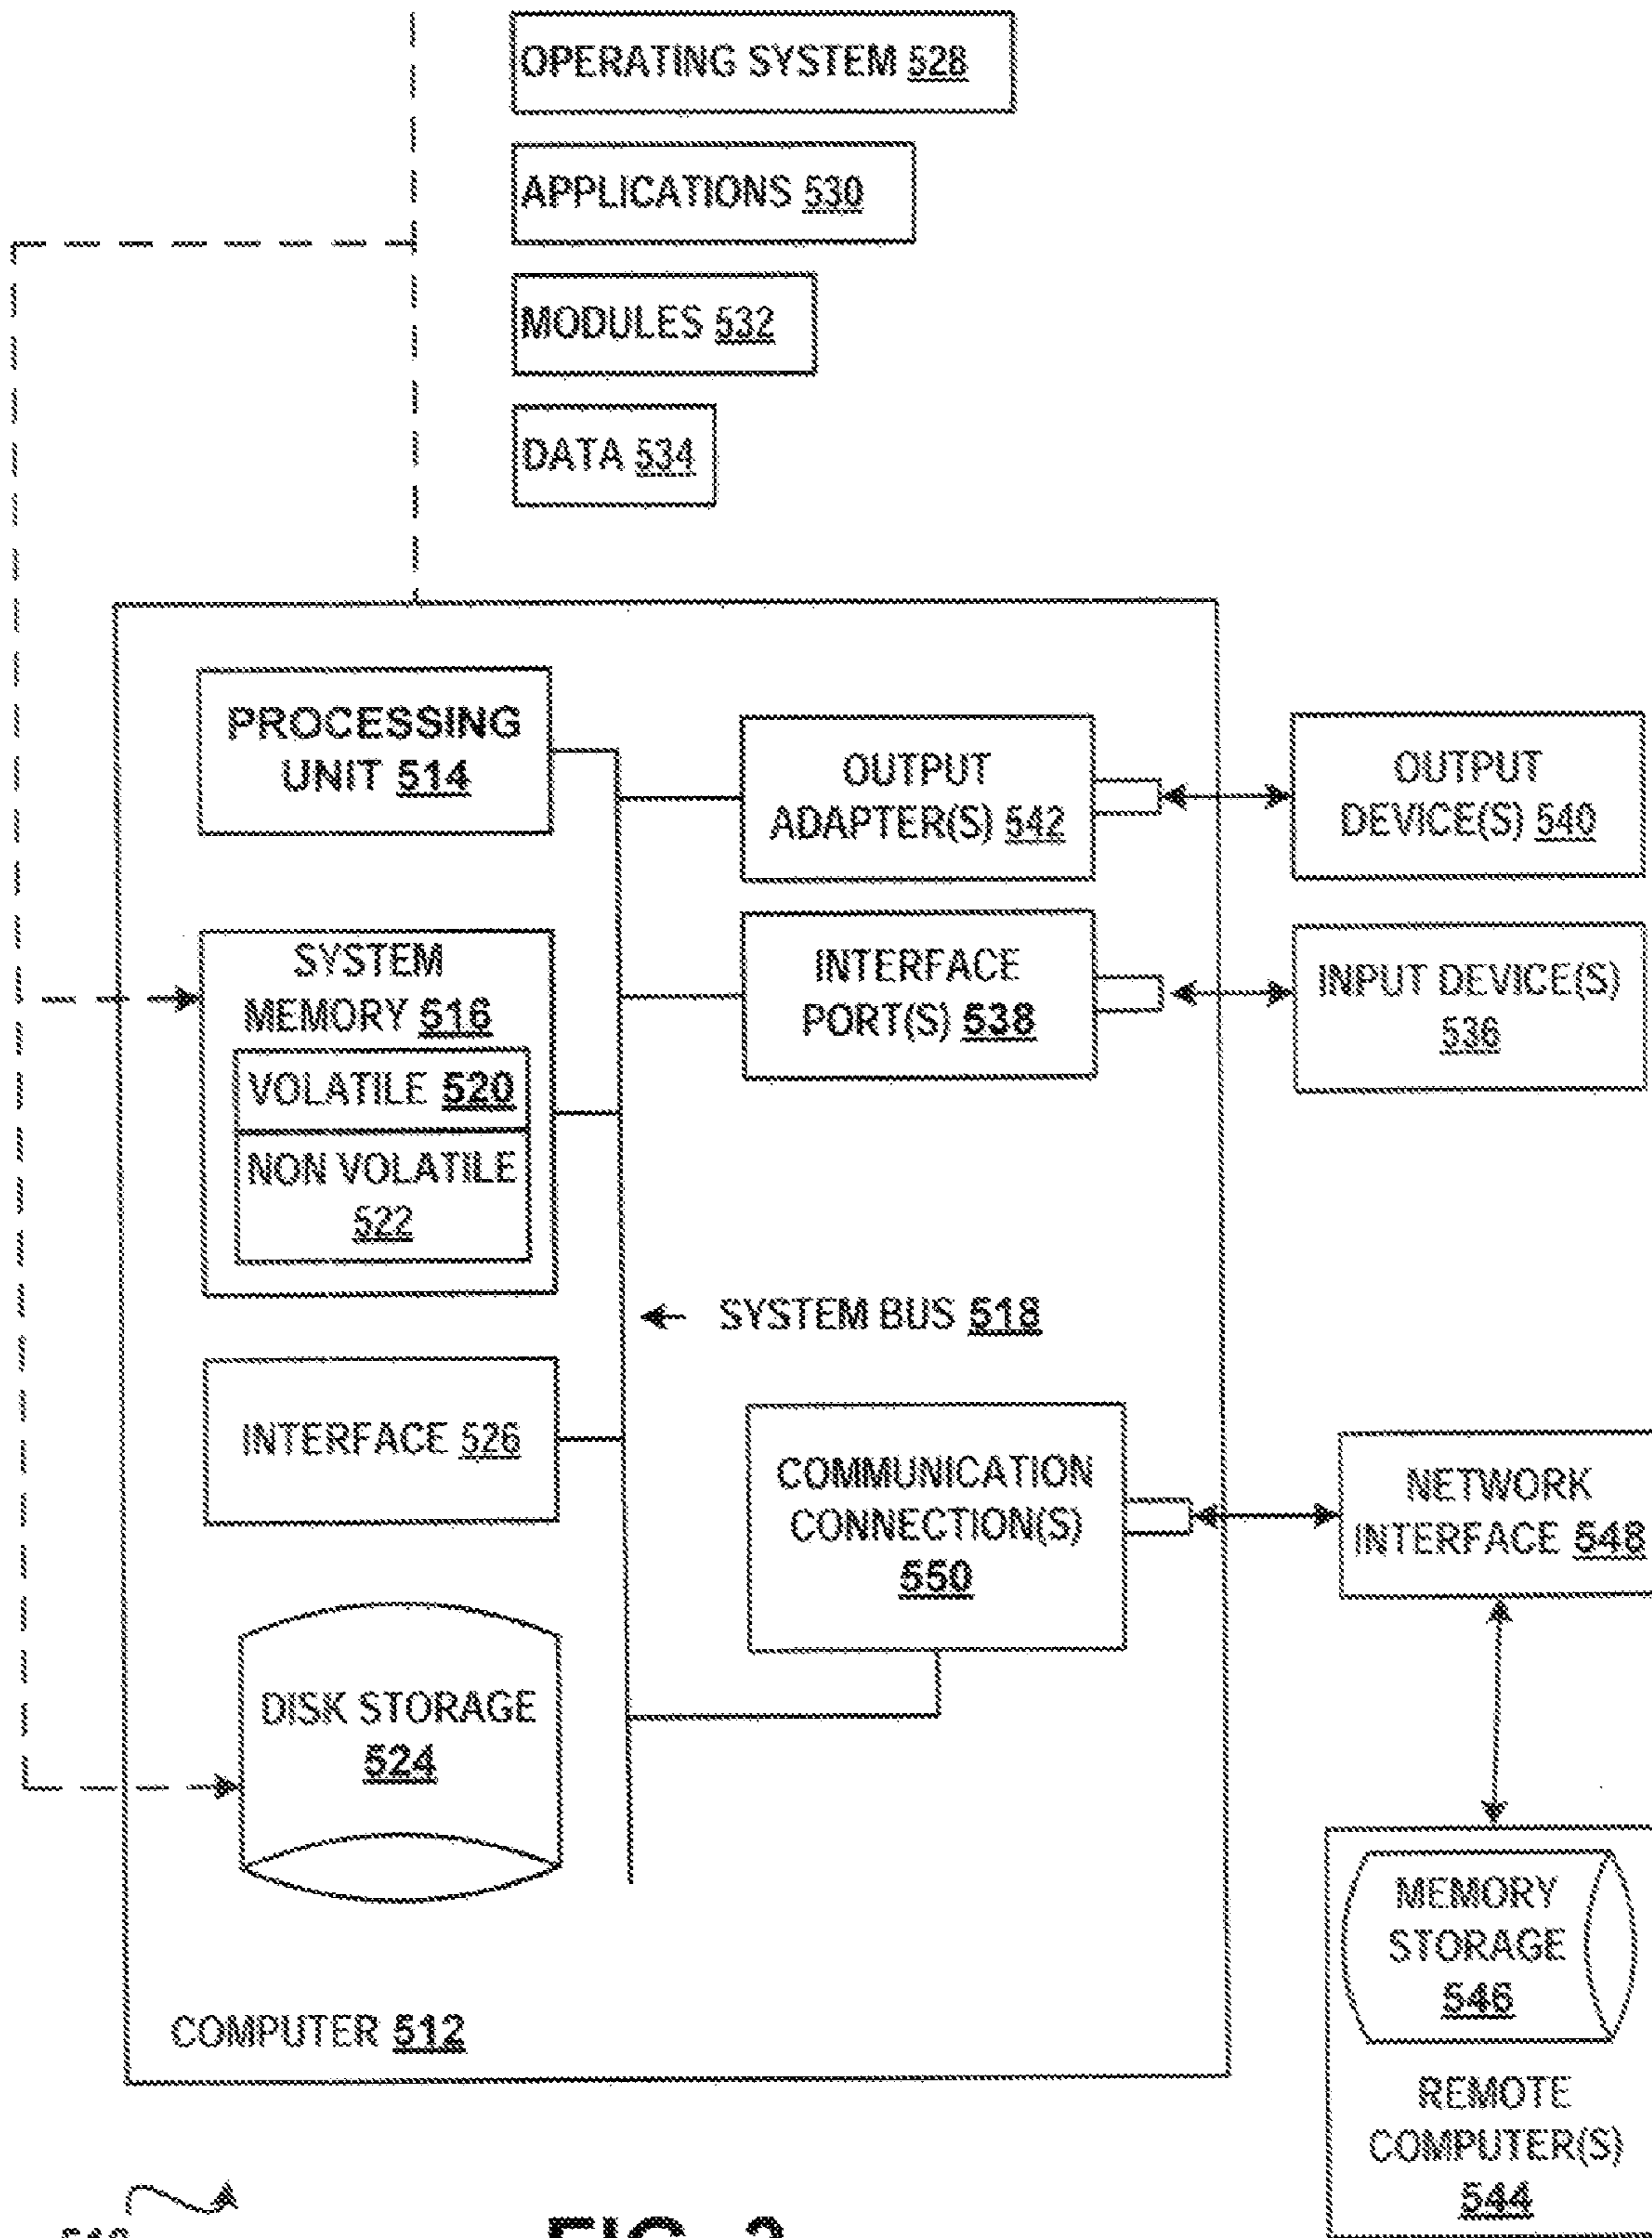 OPERATING SYSTEM 528
APPLICATIONS 530
MODULES 532
DATA 534
PROCESSING
UNIT 514
OUTPUT
ADAPTER(S) 542
OUTPUT
DEVICE(S) 540
SYSTEM
MEMORY 516
VOLATILE 520
NON VOLATILE
522
INTERFACE
PORT(S) 538
INPUT DEVICE(S)
536
SYSTEM BUS 518
INTERFACE 526
COMMUNICATION
CONNECTION(S)
550
NETWORK
INTERFACE 548
DISK STORAGE
524
MEMORY
STORAGE
546
REMOTE
COMPUTER(S)
544
COMPUTER 512
FIG.